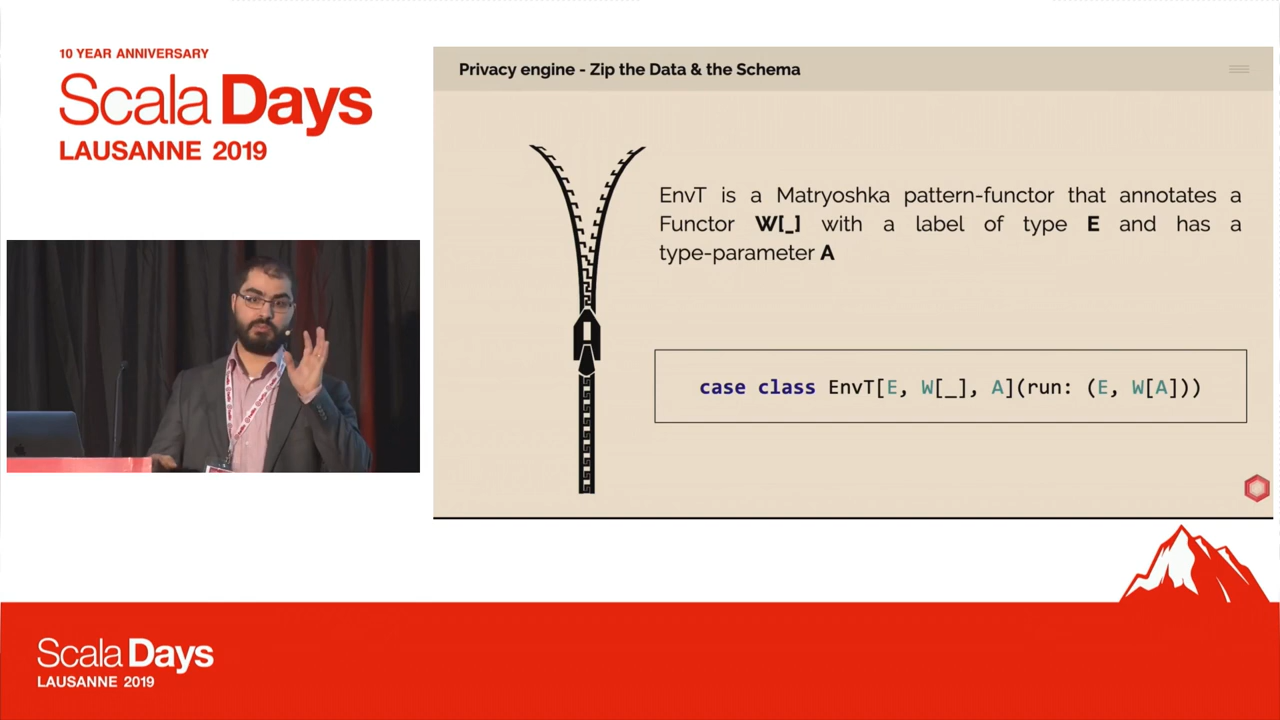 10 YEAR ANNIVERSARY
Scala Days
LAUSANNE 2019
Privacy engine - Zip the Data & the Schema
EnvT is a Matryoshka pattern-functor that annotates a
Functor W[_] with a label of type E and has a
type-parameter A
case class EnvT[E, W[_], A](run: (E, W[A]))
Scala Days
LAUSANNE 2019